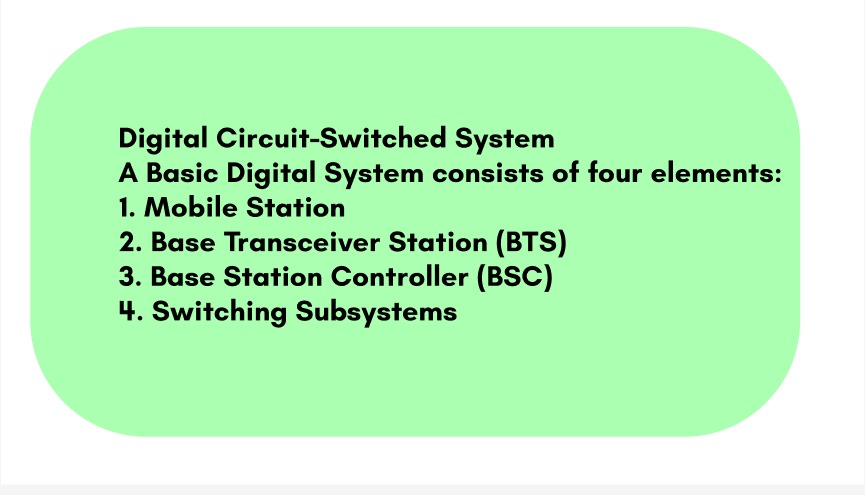 Digital Circuit-Switched System
A Basic Digital System consists of four elements:
1. Mobile Station
2. Base Transceiver Station (BTS)
3. Base Station Controller (BSC)
4. Switching Subsystems